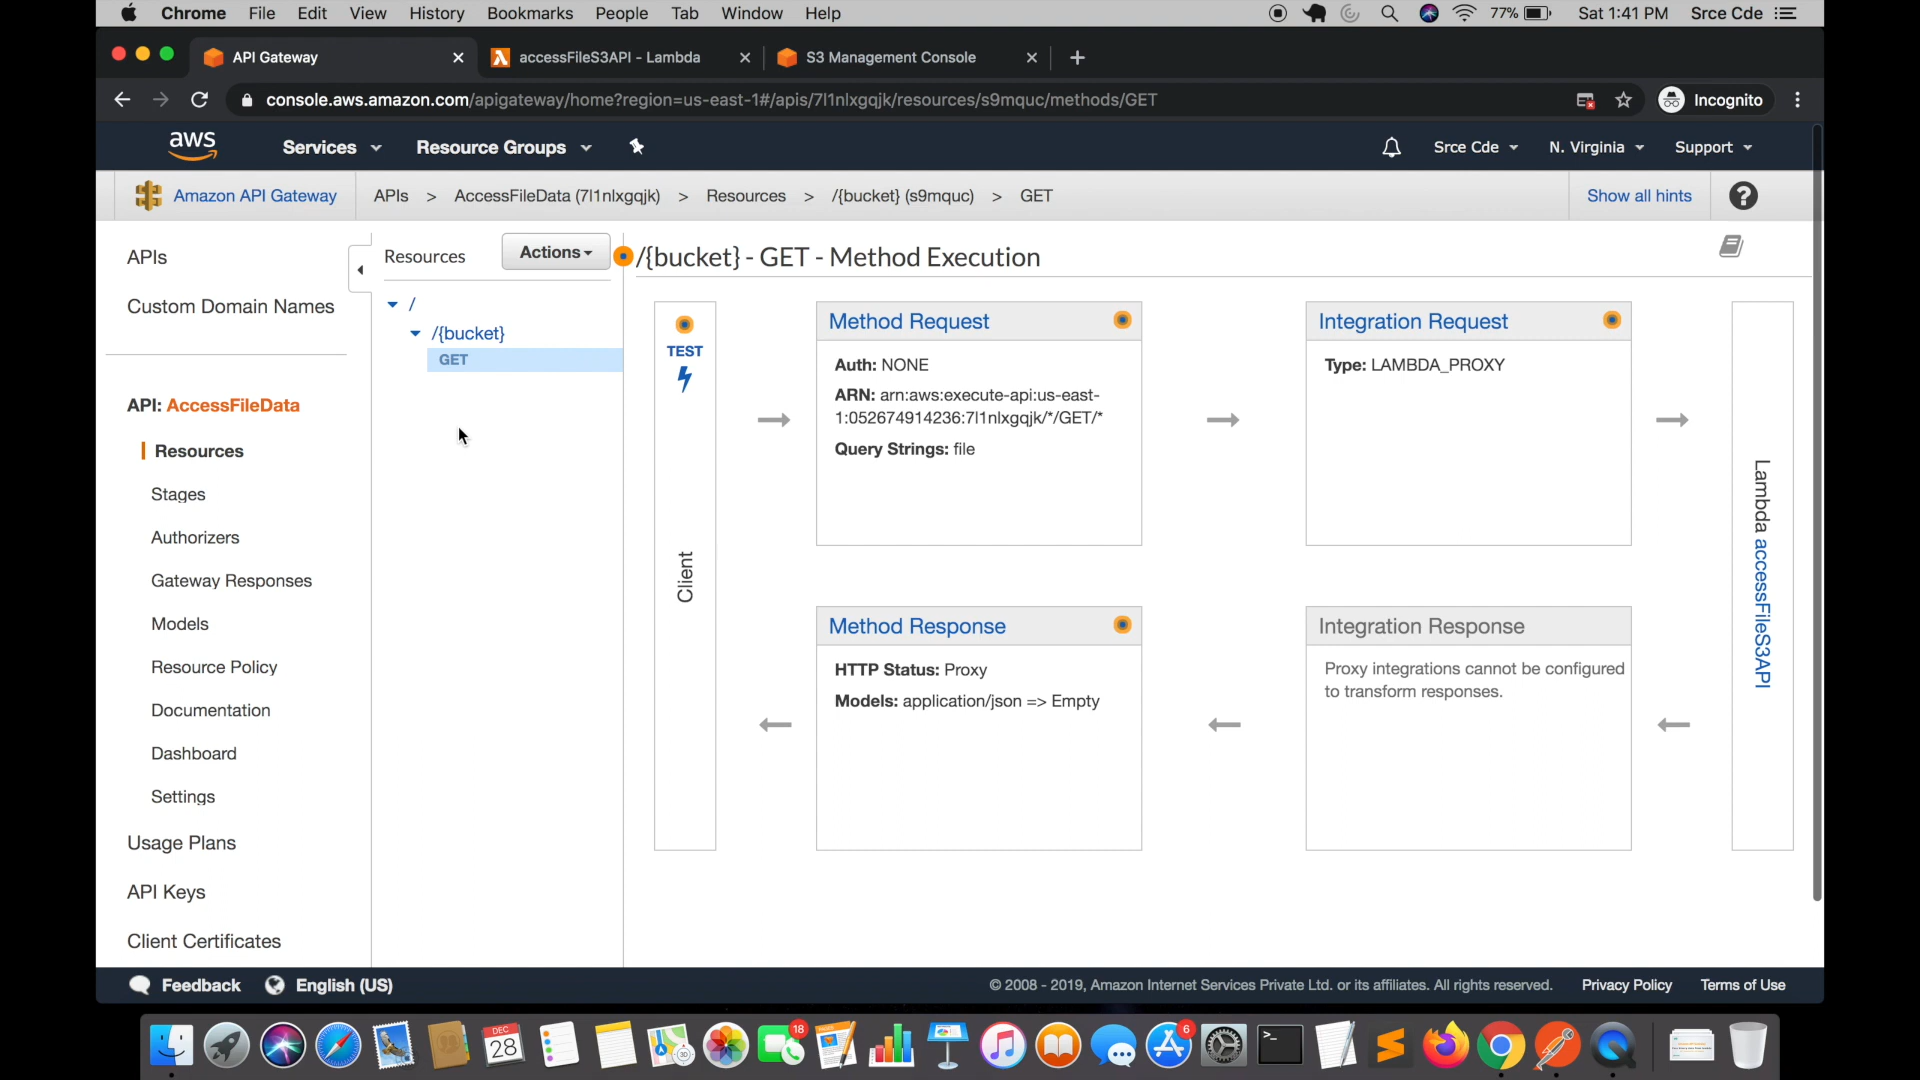 Chrome File Edit View History Bookmarks People Tab Window Help
77% Sat 1:41 PM Srce Cde
API Gateway
accessFileS3API - Lambda
S3 Management Console
console.aws.amazon.com/apigateway/home?region=us-east-1#/apis/7l1nlxgqjk/resources/s9mquc/methods/GET
Incognito
aws
Services
Resource Groups
Srce Cde
N. Virginia
Support
Amazon API Gateway
APIs > AccessFileData (7l1nlxgqjk) > Resources > /{bucket} (s9mquc) > GET
Show all hints
?
APIs
Custom Domain Names
API: AccessFileData
Resources
Stages
Authorizers
Gateway Responses
Models
Resource Policy
Documentation
Dashboard
Settings
Usage Plans
API Keys
Client Certificates
Resources
Actions
/
/{bucket}
GET
/{bucket} - GET - Method Execution
TEST
Client
Method Request
Auth: NONE
ARN: arn:aws:execute-api:us-east-
1:052674914236:7l1nlxgqjk/*/GET/*
Query Strings: file
Integration Request
Type: LAMBDA_PROXY
Lambda accessFileS3API
Method Response
HTTP Status: Proxy
Models: application/json => Empty
Integration Response
Proxy integrations cannot be configured
to transform responses.
Feedback
English (US)
© 2008 - 2019, Amazon Internet Services Private Ltd. or its affiliates. All rights reserved.
Privacy Policy
Terms of Use
DEC
28
18
6